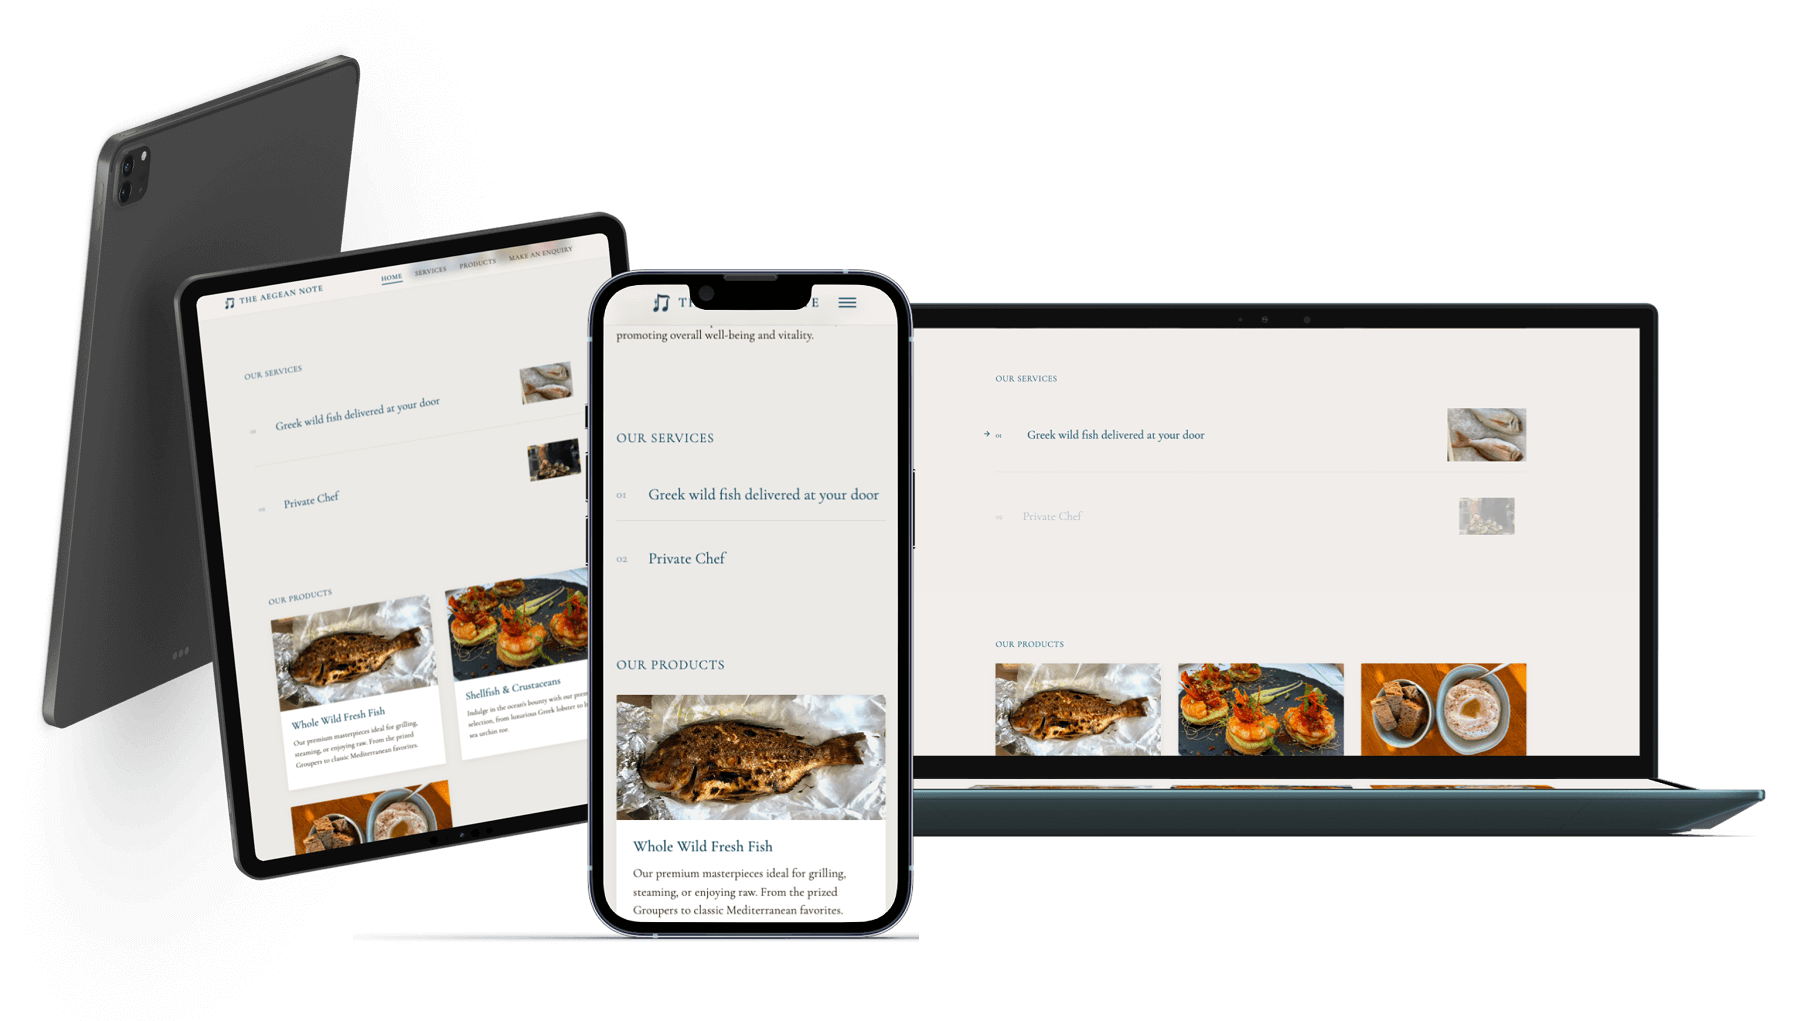 THE AEGEAN NOTE
HOME SERVICES PRODUCTS MAKE AN ENQUIRY
OUR SERVICES
01 Greek wild fish delivered at your door
Private Chef
OUR PRODUCTS
Whole Wild Fresh Fish
Our premium masterpieces ideal for grilling,
steaming, or enjoying raw. From the prized
Groupers to classic Mediterranean favorites.
Shellfish & Crustaceans
Indulge in the ocean's bounty with our
selection, from luxurious Greek lobster to
sea urchin roe.
promoting overall well-being and vitality.
OUR SERVICES
01 Greek wild fish delivered at your door
02 Private Chef
OUR PRODUCTS
Whole Wild Fresh Fish
Our premium masterpieces ideal for grilling,
steaming, or enjoying raw. From the prized
Groupers to classic Mediterranean favorites.
OUR SERVICES
→ 01 Greek wild fish delivered at your door
Private Chef
OUR PRODUCTS